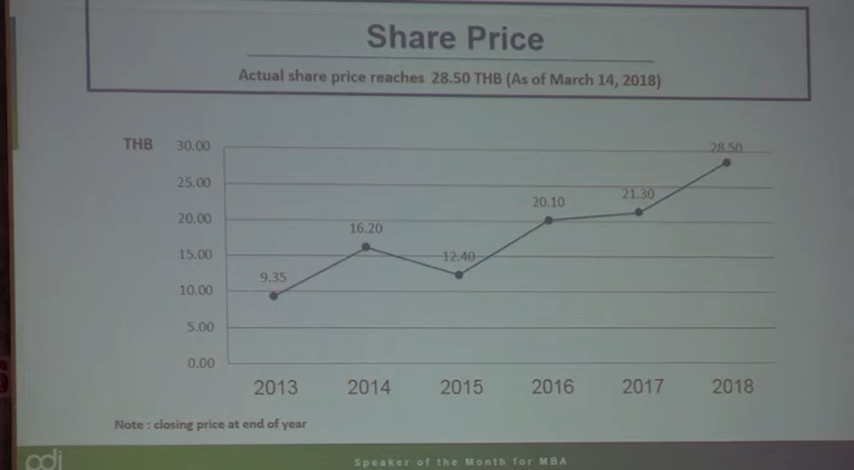 Share Price
Actual share price reaches 28.50 THB (As of March 14, 2018)
THB
30.00
25.00
20.00
15.00
10.00
5.00
0.00
9.35
16.20
12.40
20.10
21.30
28.50
2013 2014 2015 2016 2017 2018
Note : closing price at end of year
Speaker of the Month for MBA